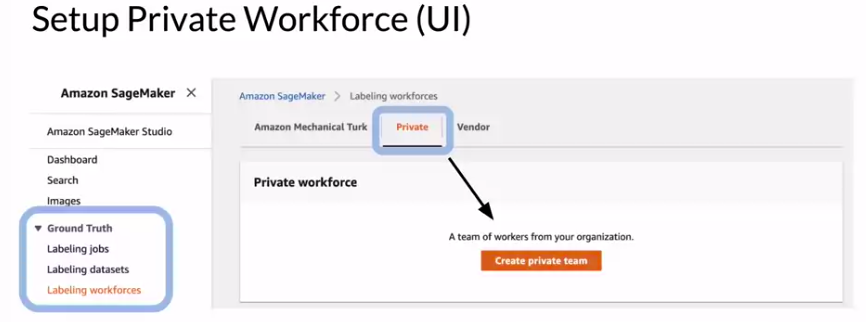 Setup Private Workforce (UI)
Amazon SageMaker ×
Amazon SageMaker Studio
Dashboard
Search
Images
▼ Ground Truth
Labeling jobs
Labeling datasets
Labeling workforces
Amazon SageMaker > Labeling workforces
Amazon Mechanical Turk Private Vendor
Private workforce
A team of workers from your organization.
Create private team